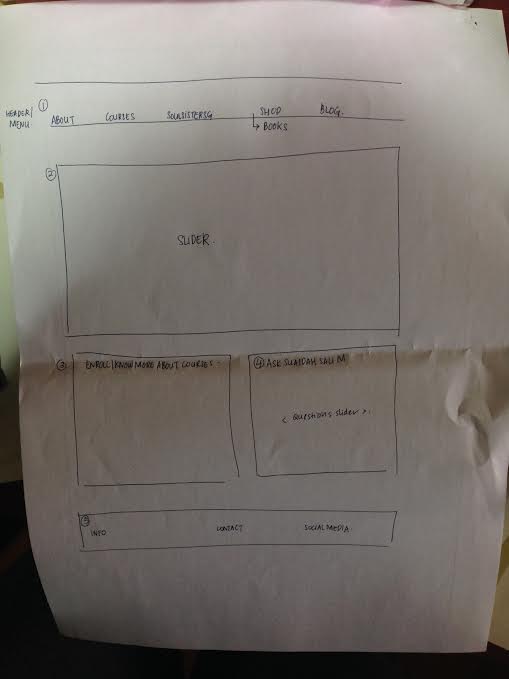 ①
HEADER/
MENU.
ABOUT COURSES SOULSISTERSG SHOP BLOG.
↳ BOOKS
②
SLIDER.
③ ENROLL/KNOW MORE ABOUT COURSES.
④ ASK SUAIDAH SALIM
< Questions slider >.
⑤
INFO CONTACT SOCIAL MEDIA.